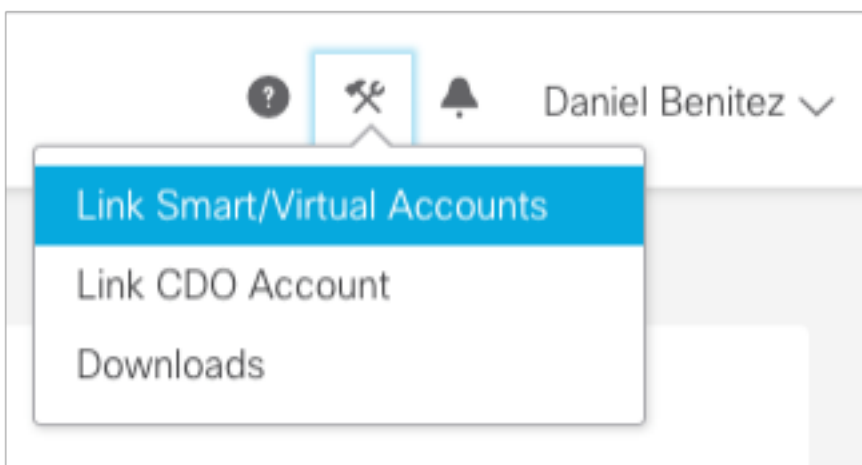 Daniel Benitez
Link Smart/Virtual Accounts
Link CDO Account
Downloads